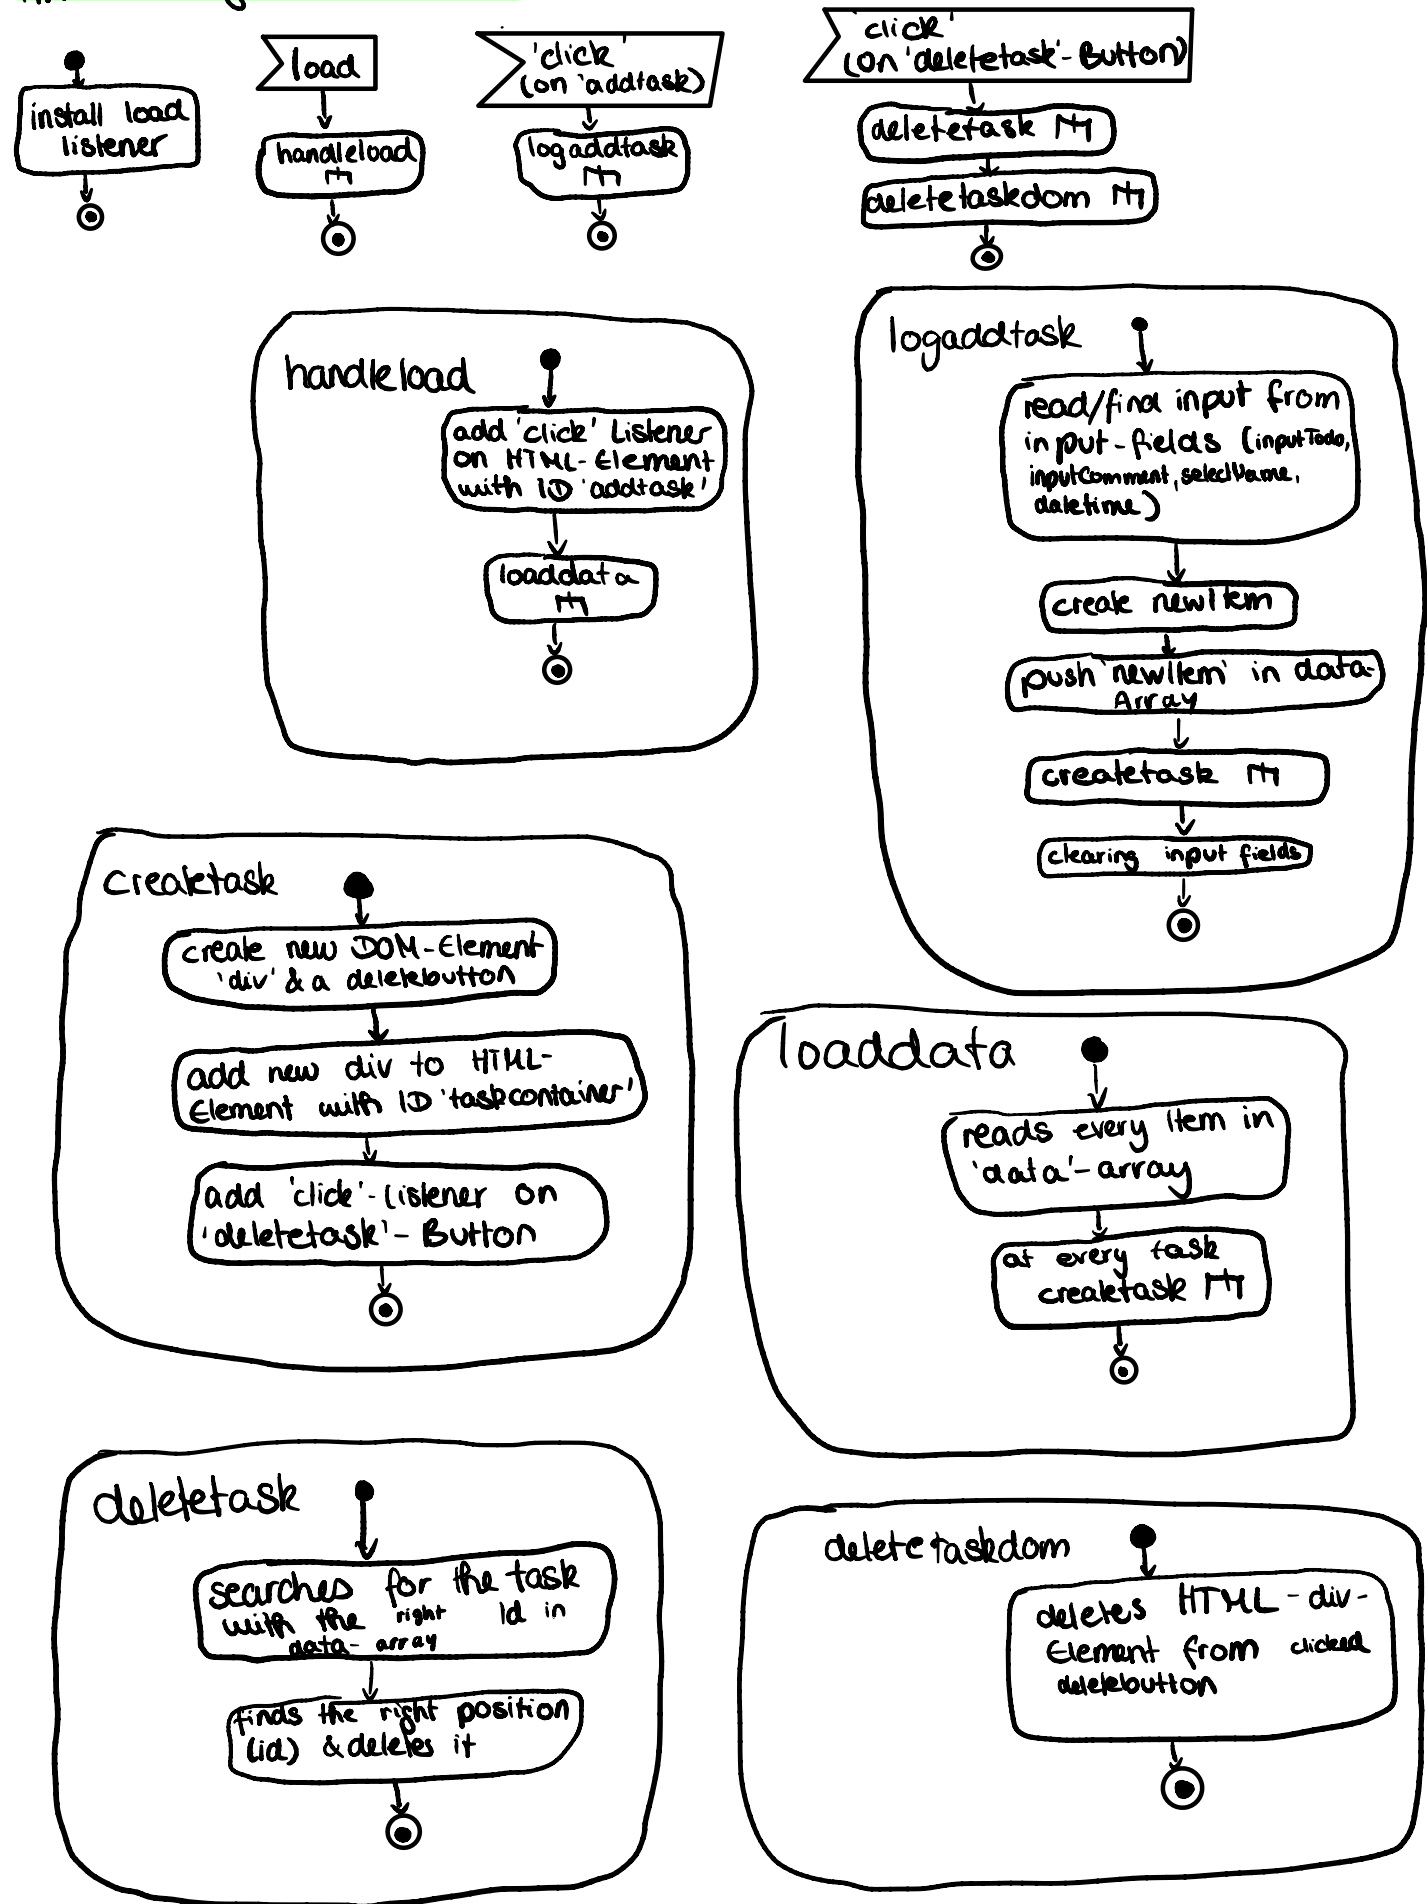 install load
listener
load
handleload
'click'
(on 'addtask)
logaddtask
'click'
(on 'deletetask'-Button)
deletetask
deletetaskdom
handleload
add 'click' Listener
on HTML-Element
with ID 'addtask'
loaddata
logaddtask
read/find input from
input-fields (inputTodo,
inputComment, selectName,
datetime)
create newItem
push 'newItem' in data-
Array
createtask
clearing input fields
createtask
create new DOM-Element
'div' & a deletebutton
add new div to HTML-
Element with ID 'taskcontainer'
add 'click'-Listener on
'deletetask'-Button
loaddata
reads every Item in
'data'-array
at every task
createtask
deletetask
searches for the task
with the right Id in
data-array
finds the right position
(id) & deletes it
deletetaskdom
deletes HTML-div-
Element from clicked
deletebutton